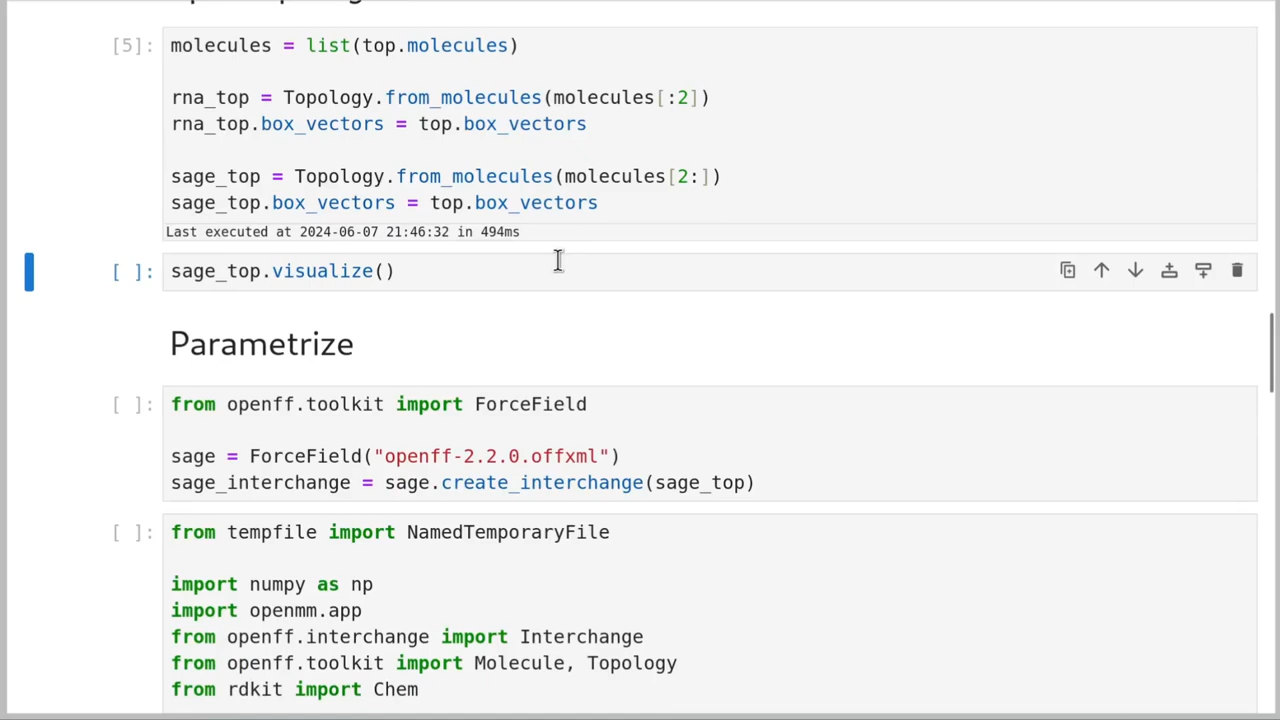 [5]: molecules = list(top.molecules)
rna_top = Topology.from_molecules(molecules[:2])
rna_top.box_vectors = top.box_vectors
sage_top = Topology.from_molecules(molecules[2:])
sage_top.box_vectors = top.box_vectors
Last executed at 2024-06-07 21:46:32 in 494ms
[ ]: sage_top.visualize()
Parametrize
[ ]: from openff.toolkit import ForceField
sage = ForceField("openff-2.2.0.offxml")
sage_interchange = sage.create_interchange(sage_top)
[ ]: from tempfile import NamedTemporaryFile
import numpy as np
import openmm.app
from openff.interchange import Interchange
from openff.toolkit import Molecule, Topology
from rdkit import Chem